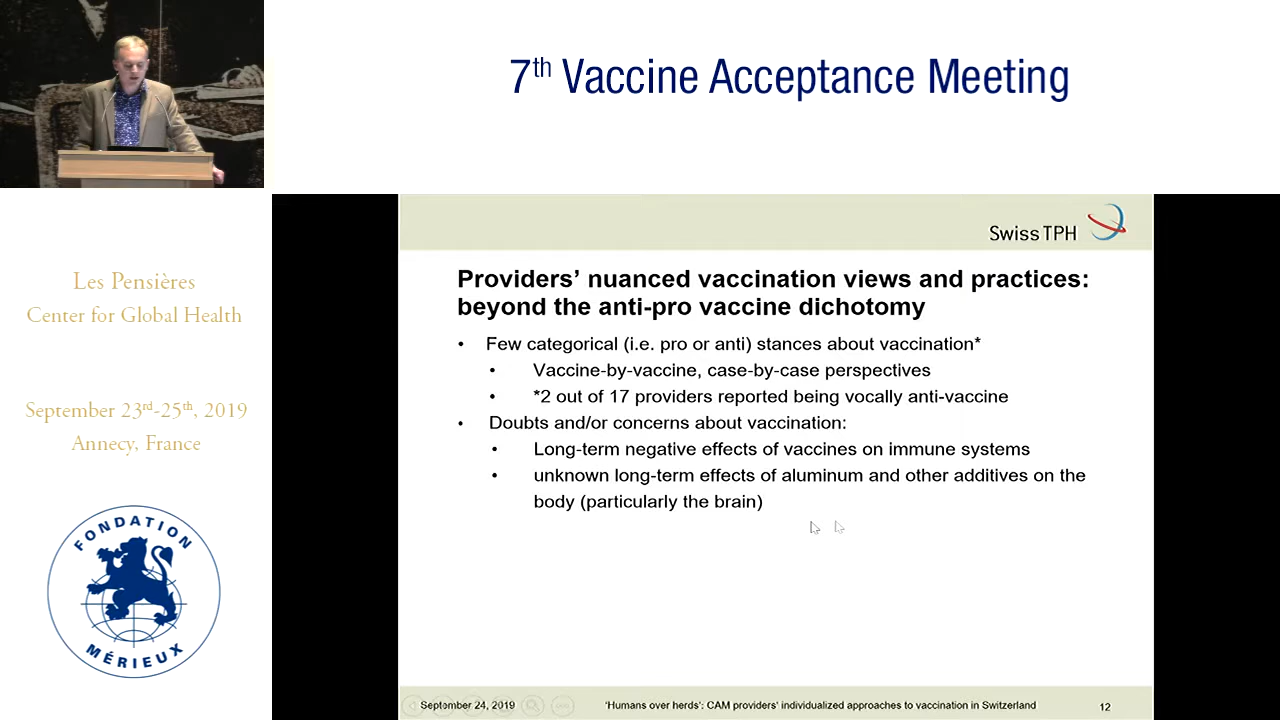 7th Vaccine Acceptance Meeting
Les Pensières
Center for Global Health
September 23rd-25th, 2019
Annecy, France
FONDATION
MÉRIEUX
Swiss TPH
Providers' nuanced vaccination views and practices:
beyond the anti-pro vaccine dichotomy
• Few categorical (i.e. pro or anti) stances about vaccination*
• Vaccine-by-vaccine, case-by-case perspectives
• *2 out of 17 providers reported being vocally anti-vaccine
• Doubts and/or concerns about vaccination:
• Long-term negative effects of vaccines on immune systems
• unknown long-term effects of aluminum and other additives on the
body (particularly the brain)
September 24, 2019
'Humans over herds': CAM providers' individualized approaches to vaccination in Switzerland
12